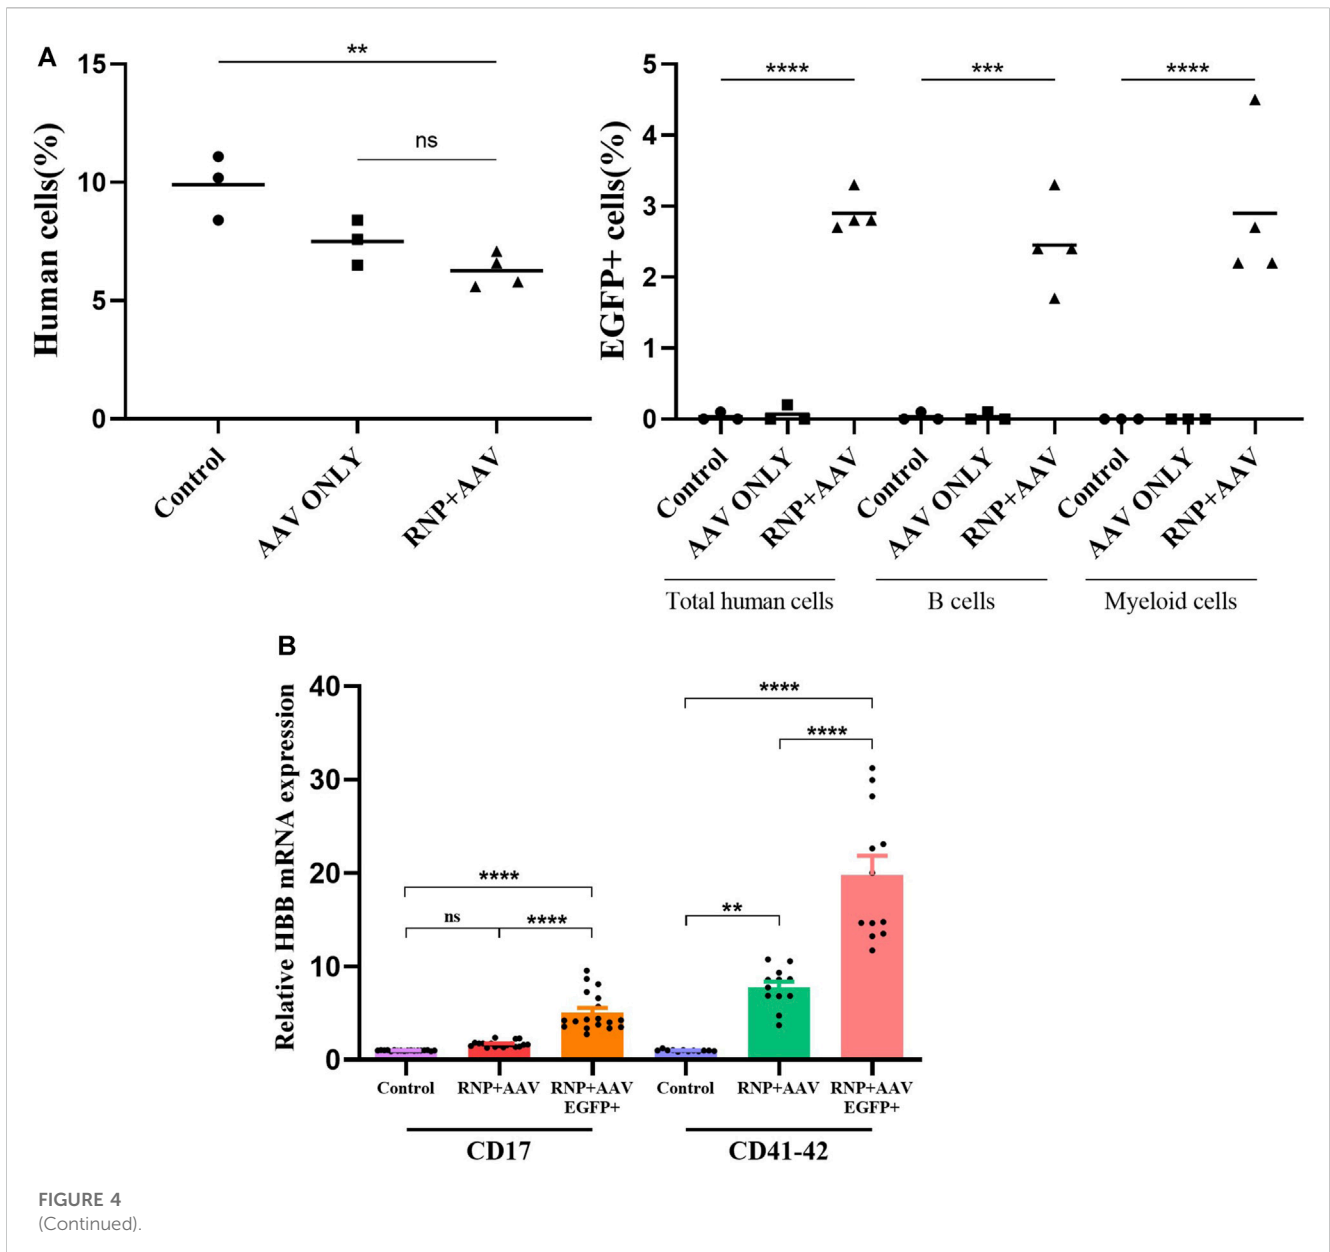 A
Human cells(%)
15
10
5
0
**
ns
Control
AAV ONLY
RNP+AAV
EGFP+ cells(%)
5
4
3
2
1
0
****
***
****
Control
AAV ONLY
RNP+AAV
Control
AAV ONLY
RNP+AAV
Control
AAV ONLY
RNP+AAV
Total human cells
B cells
Myeloid cells
B
Relative HBB mRNA expression
40
30
20
10
0
****
ns
****
****
****
**
Control
RNP+AAV
RNP+AAV
EGFP+
Control
RNP+AAV
RNP+AAV
EGFP+
CD17
CD41-42
FIGURE 4
(Continued).